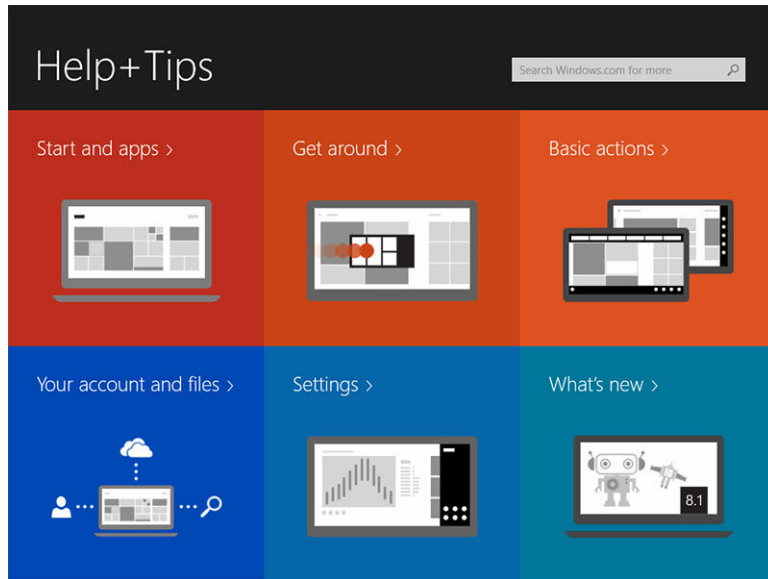 Help+Tips
Search Windows.com for more
Start and apps >
Get around >
Basic actions >
Your account and files >
Settings >
What's new >
8.1